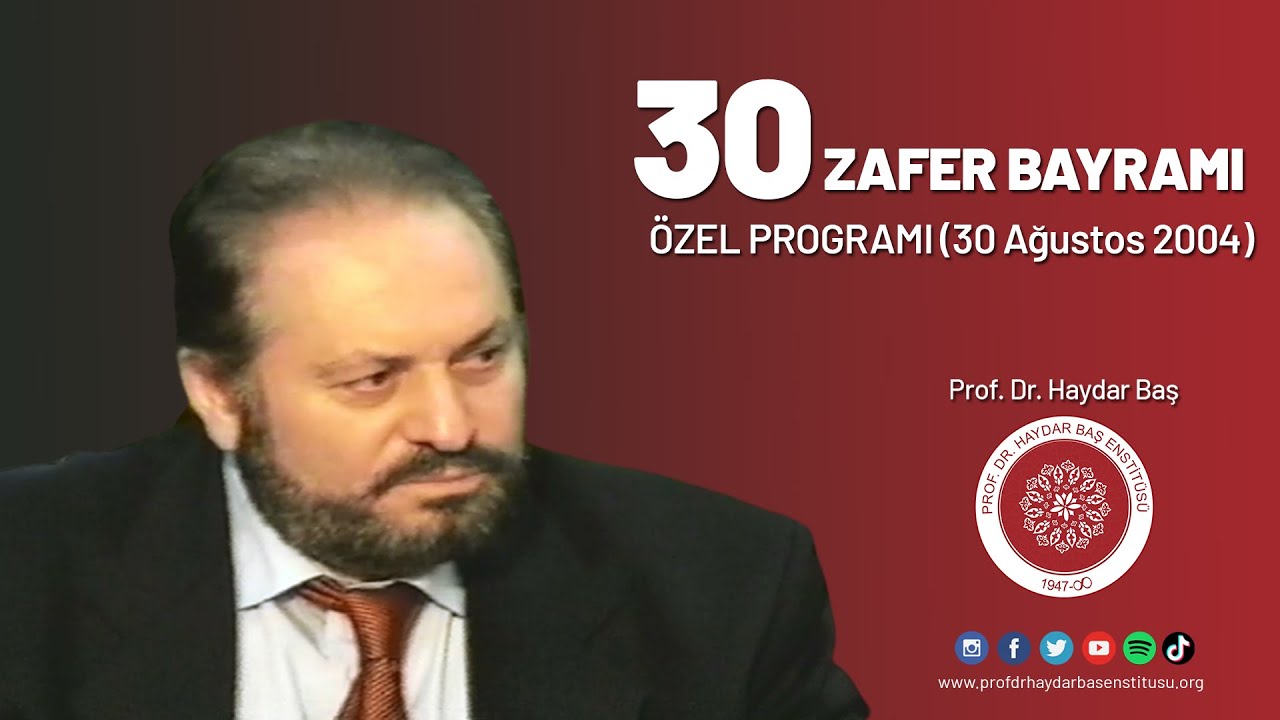 30 ZAFER BAYRAMI
ÖZEL PROGRAMI (30 Ağustos 2004)
Prof. Dr. Haydar Baş
PROF. DR. HAYDAR BAŞ ENSTİTÜSÜ
1947-∞
www.profdrhaydarbasenstitusu.org